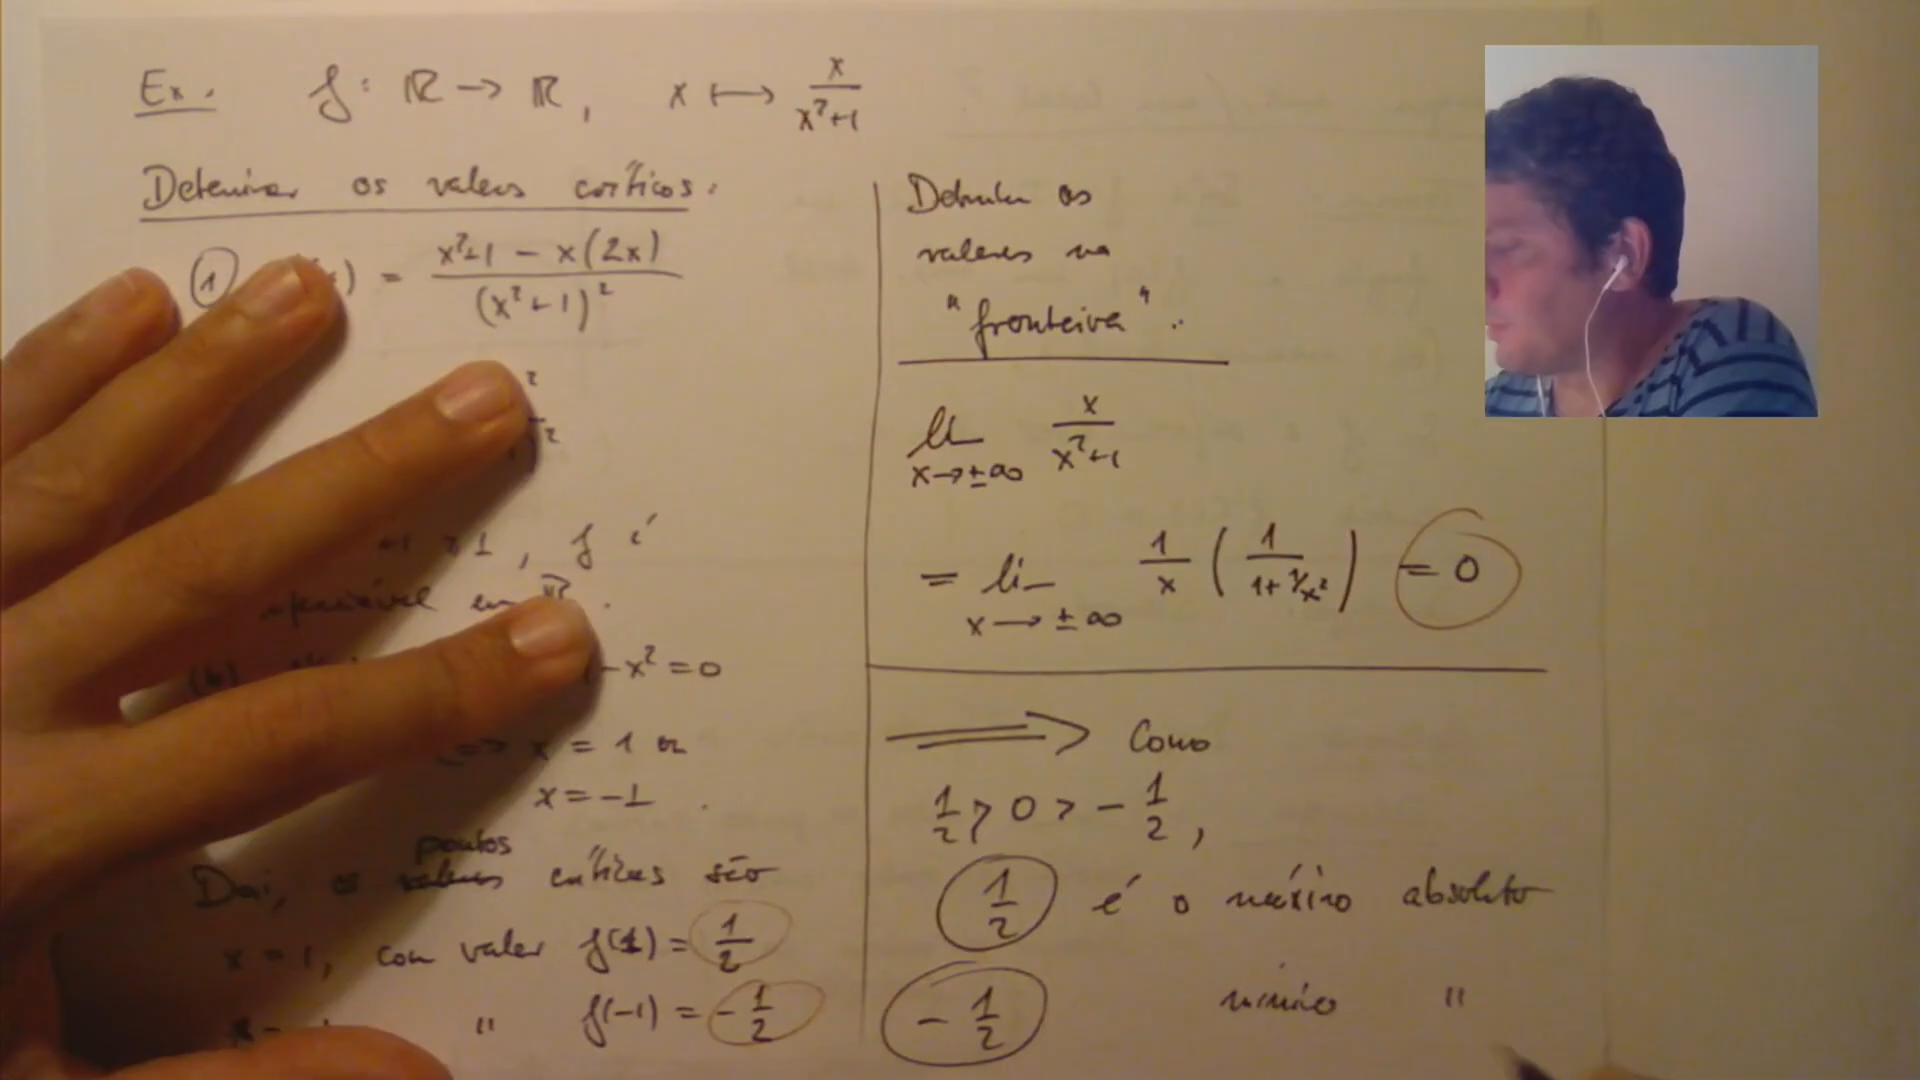 Ex. f: ℝ → ℝ, x ↦ x/(x²+1)
Determinar os valores críticos:
① (x) = (x²+1 - x(2x))/(x²+1)²
+1 ≥ 1, f é
em ℝ.
(b) 1-x² = 0
⟺ x = 1 ou
x = -1.
pontos
Daí, os valores críticos são
x = 1, com valor f(1) = 1/2
" f(-1) = -1/2
Determinar os
valores na
"fronteira":
lim x→±∞ x/(x²+1)
= lim x→±∞ 1/x (1/(1+1/x²)) = 0
⟹ Como
1/2 > 0 > -1/2,
1/2 é o máximo absoluto
-1/2 mínimo "